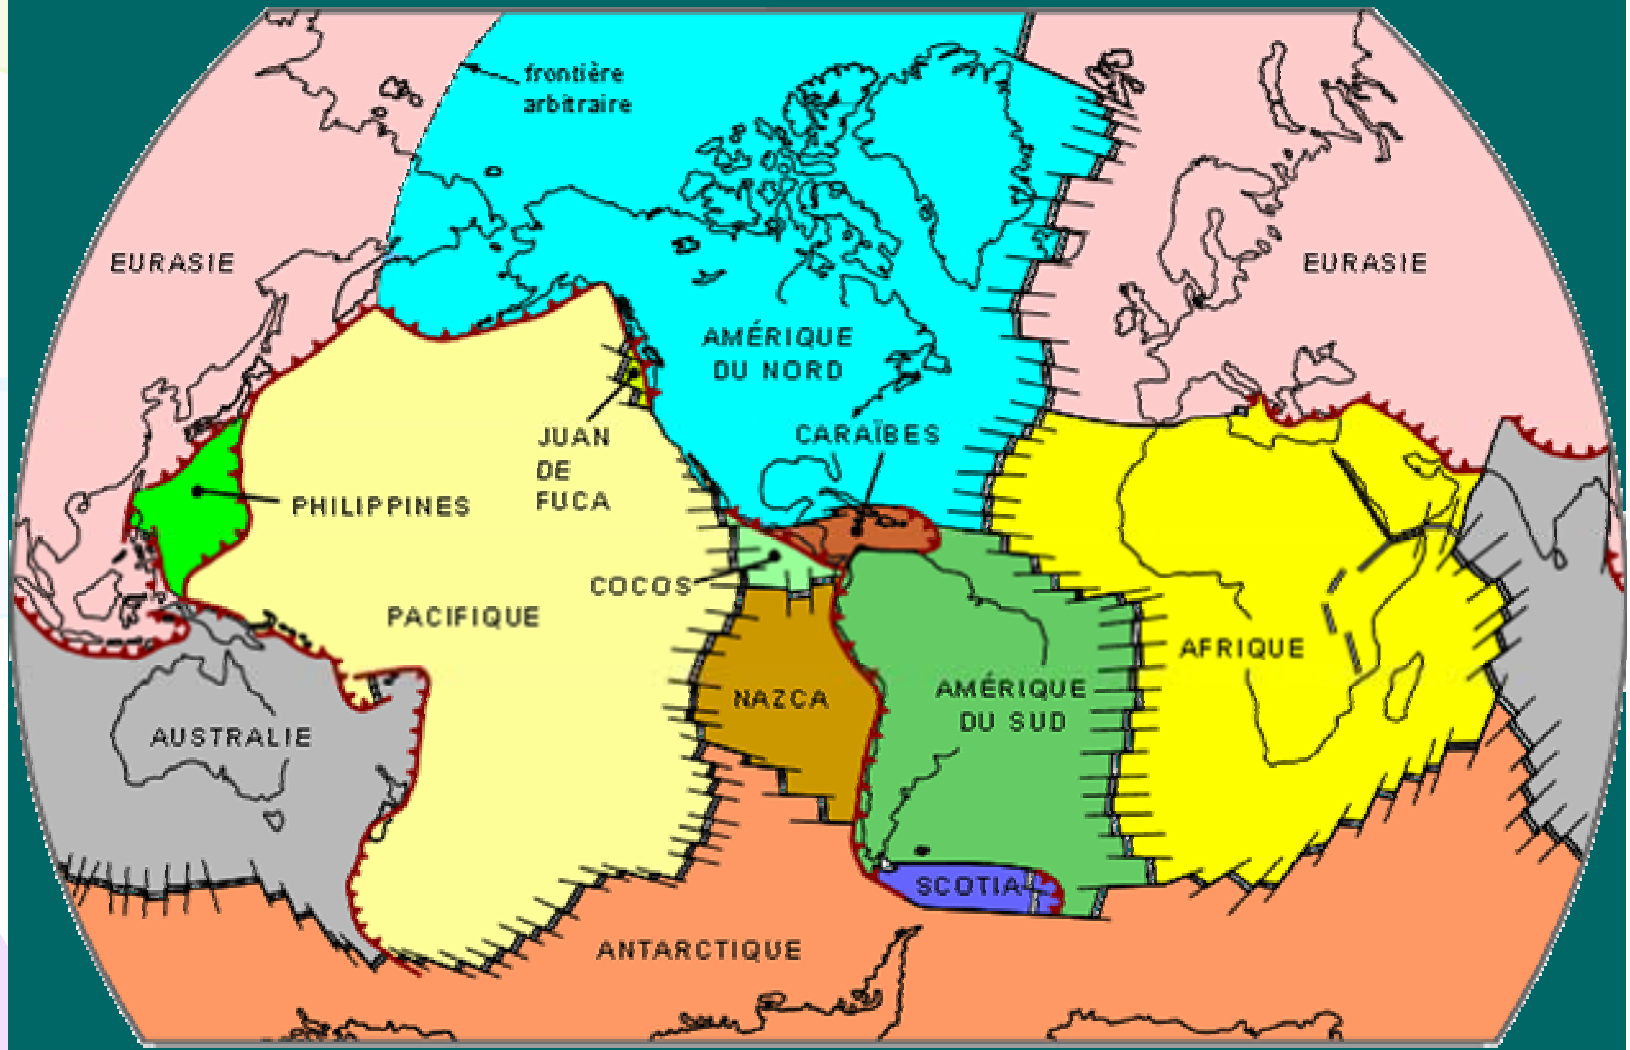 frontière
arbitraire
EURASIE
EURASIE
AMÉRIQUE
DU NORD
JUAN
DE
FUCA
CARAÏBES
PHILIPPINES
COCOS
PACIFIQUE
AFRIQUE
NAZCA
AMÉRIQUE
DU SUD
AUSTRALIE
SCOTIA
ANTARCTIQUE